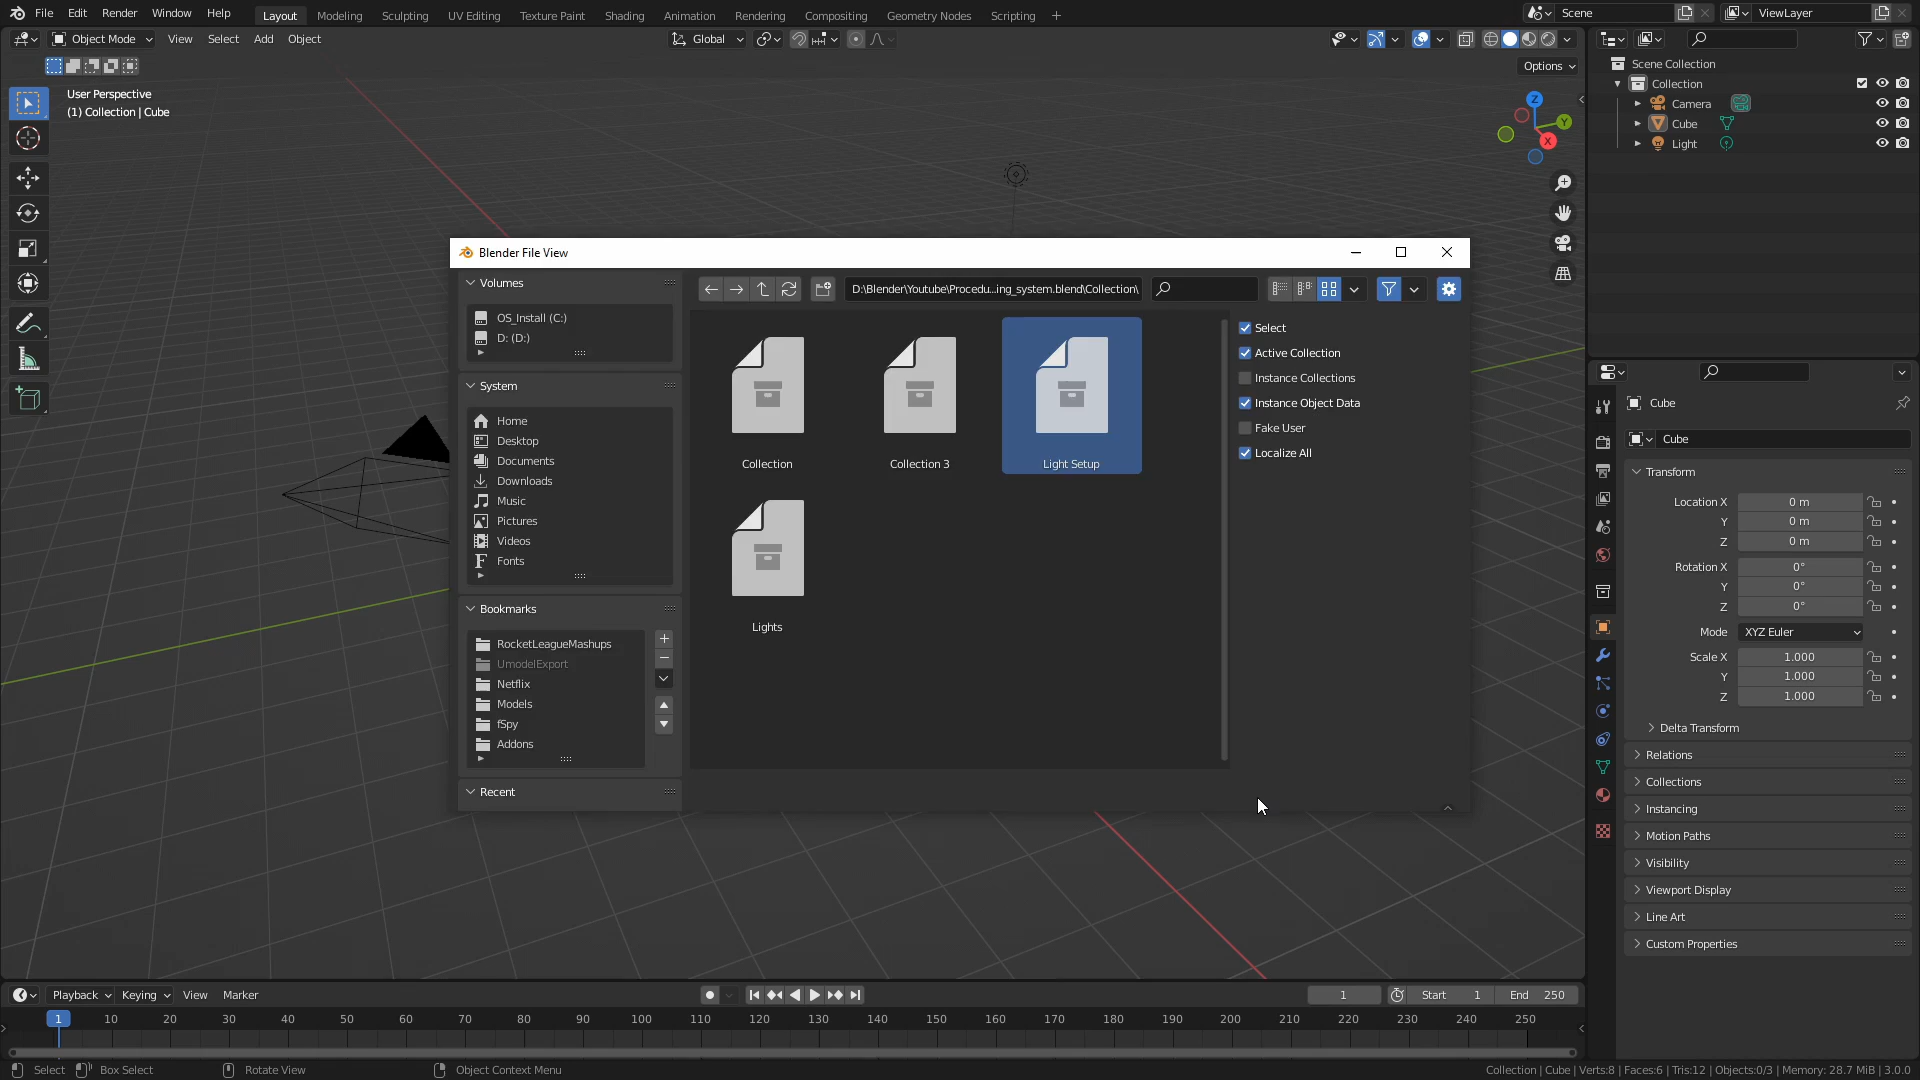 File Edit Render Window Help Layout Modeling Sculpting UV Editing Texture Paint Shading Animation Rendering Compositing Geometry Nodes Scripting + Scene ViewLayer
Object Mode View Select Add Object Global
Options
User Perspective
(1) Collection | Cube
Z
Y
X
Scene Collection
Collection
Camera
Cube
Light
Blender File View
Volumes
OS_Install (C:)
D: (D:)
System
Home
Desktop
Documents
Downloads
Music
Pictures
Videos
Fonts
Bookmarks
RocketLeagueMashups
UmodelExport
Netflix
Models
fSpy
Addons
Recent
D:\Blender\Youtube\Procedu...ing_system.blend\Collection\
Collection
Collection 3
Light Setup
Lights
Select
Active Collection
Instance Collections
Instance Object Data
Fake User
Localize All
Cube
Cube
Transform
Location X 0 m
Y 0 m
Z 0 m
Rotation X 0°
Y 0°
Z 0°
Mode XYZ Euler
Scale X 1.000
Y 1.000
Z 1.000
Delta Transform
Relations
Collections
Instancing
Motion Paths
Visibility
Viewport Display
Line Art
Custom Properties
Playback Keying View Marker 1 Start 1 End 250
1 10 20 30 40 50 60 70 80 90 100 110 120 130 140 150 160 170 180 190 200 210 220 230 240 250
Select Box Select Rotate View Object Context Menu Collection | Cube | Verts:8 | Faces:6 | Tris:12 | Objects:0/3 | Memory: 28.7 MiB | 3.0.0